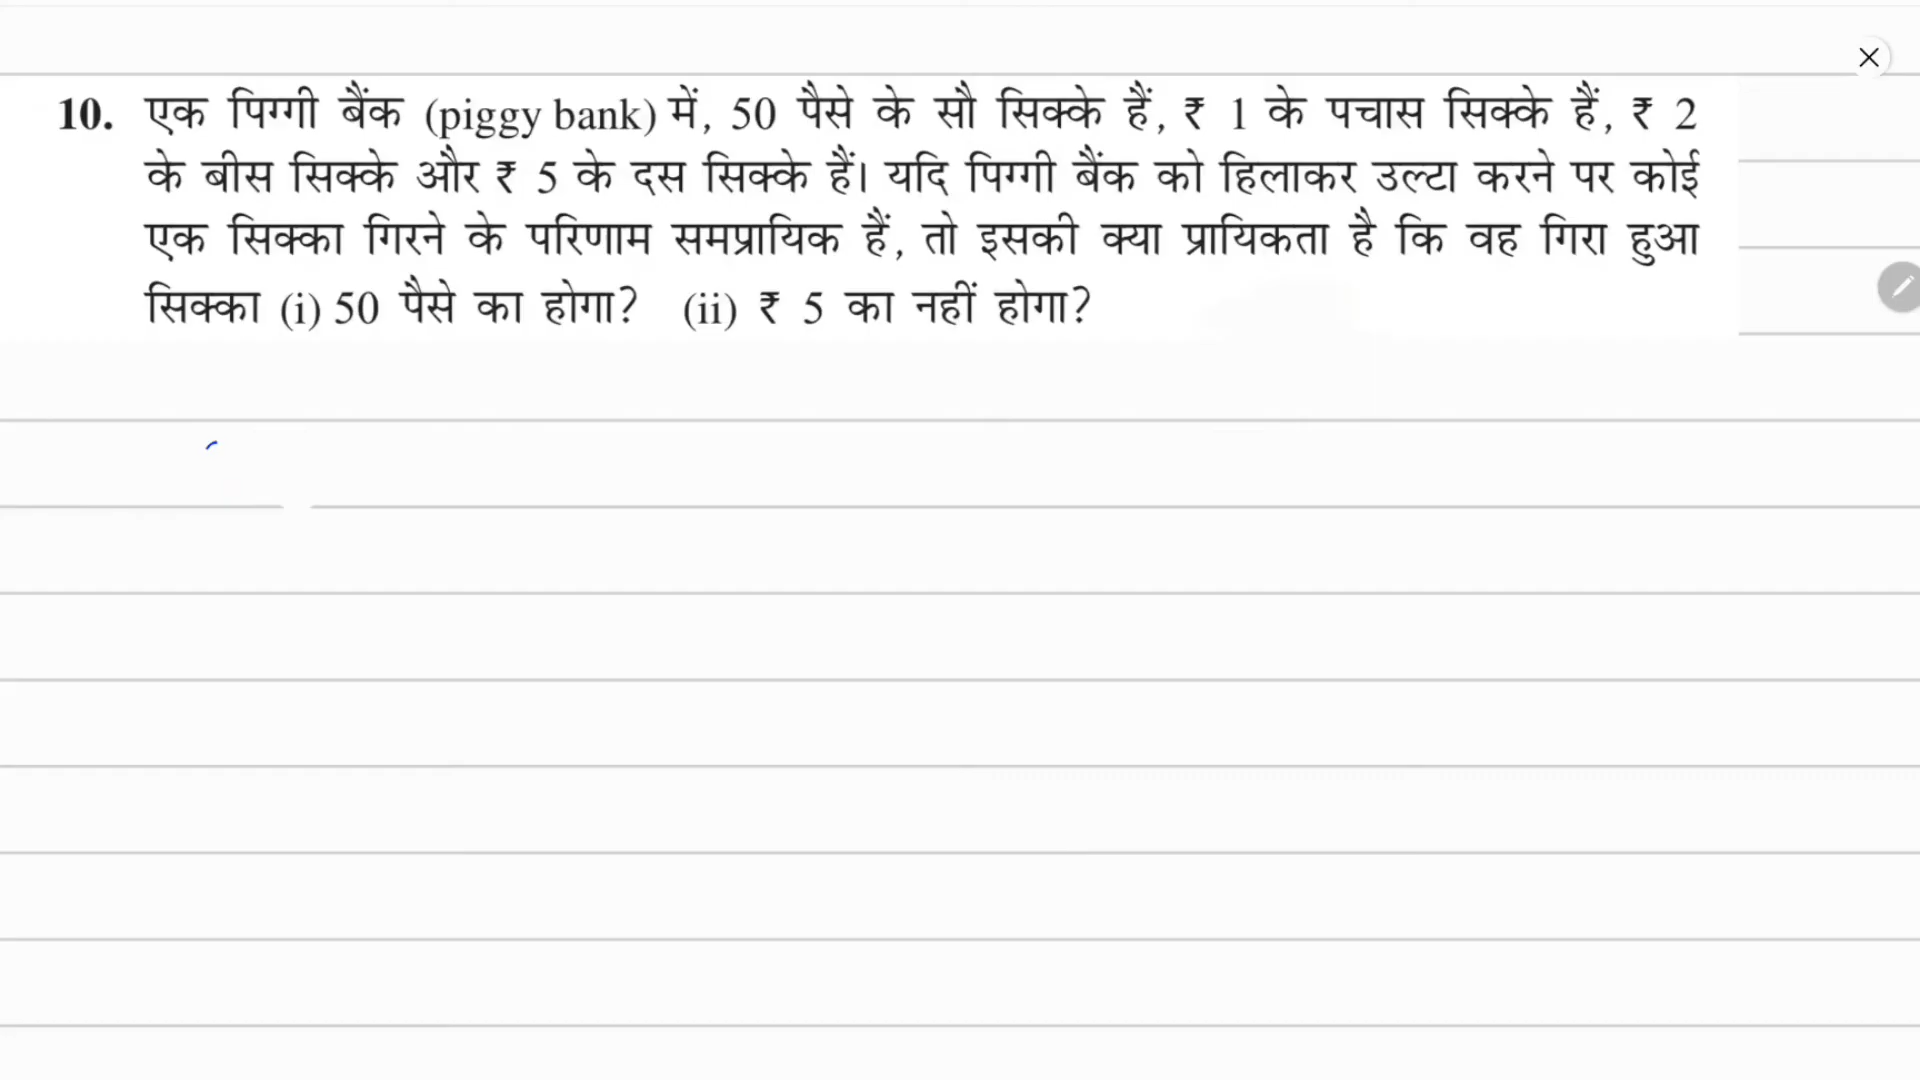 10. एक पिग्गी बैंक (piggy bank) में, 50 पैसे के सौ सिक्के हैं, ₹ 1 के पचास सिक्के हैं, ₹ 2
के बीस सिक्के और ₹ 5 के दस सिक्के हैं। यदि पिग्गी बैंक को हिलाकर उल्टा करने पर कोई
एक सिक्का गिरने के परिणाम समप्रायिक हैं, तो इसकी क्या प्रायिकता है कि वह गिरा हुआ
सिक्का (i) 50 पैसे का होगा? (ii) ₹ 5 का नहीं होगा?